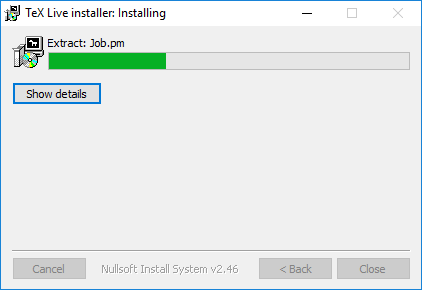 TeX Live installer: Installing
Extract: Job.pm
Show details
Cancel
Nullsoft Install System v2.46
< Back
Close